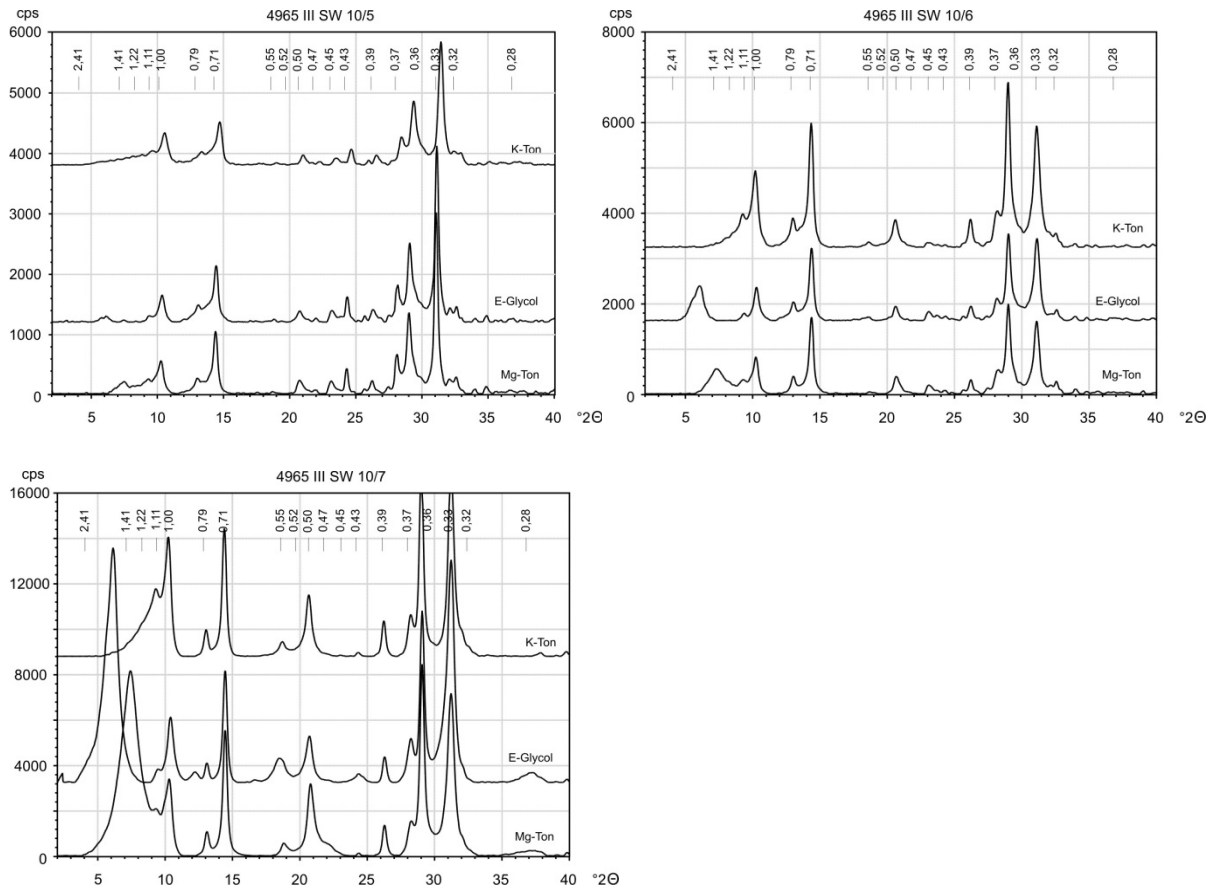 cps 4965 III SW 10/5
6000
2,41 1,41 1,22 1,11 1,00 0,79 0,71 0,55 0,52 0,50 0,47 0,45 0,43 0,39 0,37 0,36 0,33 0,32 0,28
5000
K-Ton
4000
3000
2000
E-Glycol
1000
Mg-Ton
0
5 10 15 20 25 30 35 40 °2Θ
cps 4965 III SW 10/6
8000
2,41 1,41 1,22 1,11 1,00 0,79 0,71 0,55 0,52 0,50 0,47 0,45 0,43 0,39 0,37 0,36 0,33 0,32 0,28
6000
4000
K-Ton
2000
E-Glycol
Mg-Ton
0
5 10 15 20 25 30 35 40 °2Θ
cps 4965 III SW 10/7
16000
2,41 1,41 1,22 1,11 1,00 0,79 0,71 0,55 0,52 0,50 0,47 0,45 0,43 0,39 0,37 0,36 0,33 0,32 0,28
12000
K-Ton
8000
E-Glycol
4000
Mg-Ton
0
5 10 15 20 25 30 35 40 °2Θ